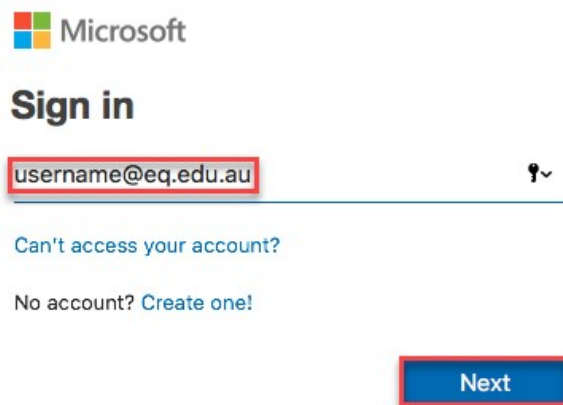 Microsoft
Sign in
username@eq.edu.au
Can't access your account?
No account? Create one!
Next